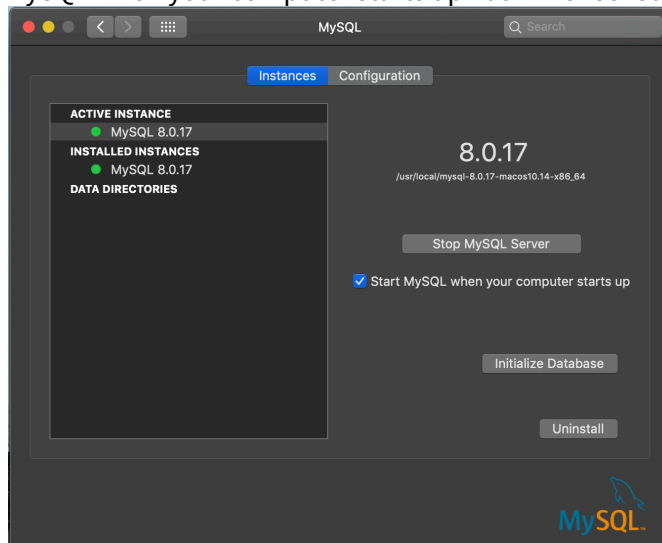 MySQL
Search
Instances
Configuration
ACTIVE INSTANCE
MySQL 8.0.17
INSTALLED INSTANCES
MySQL 8.0.17
DATA DIRECTORIES
8.0.17
/usr/local/mysql-8.0.17-macos10.14-x86_64
Stop MySQL Server
Start MySQL when your computer starts up
Initialize Database
Uninstall
MySQL